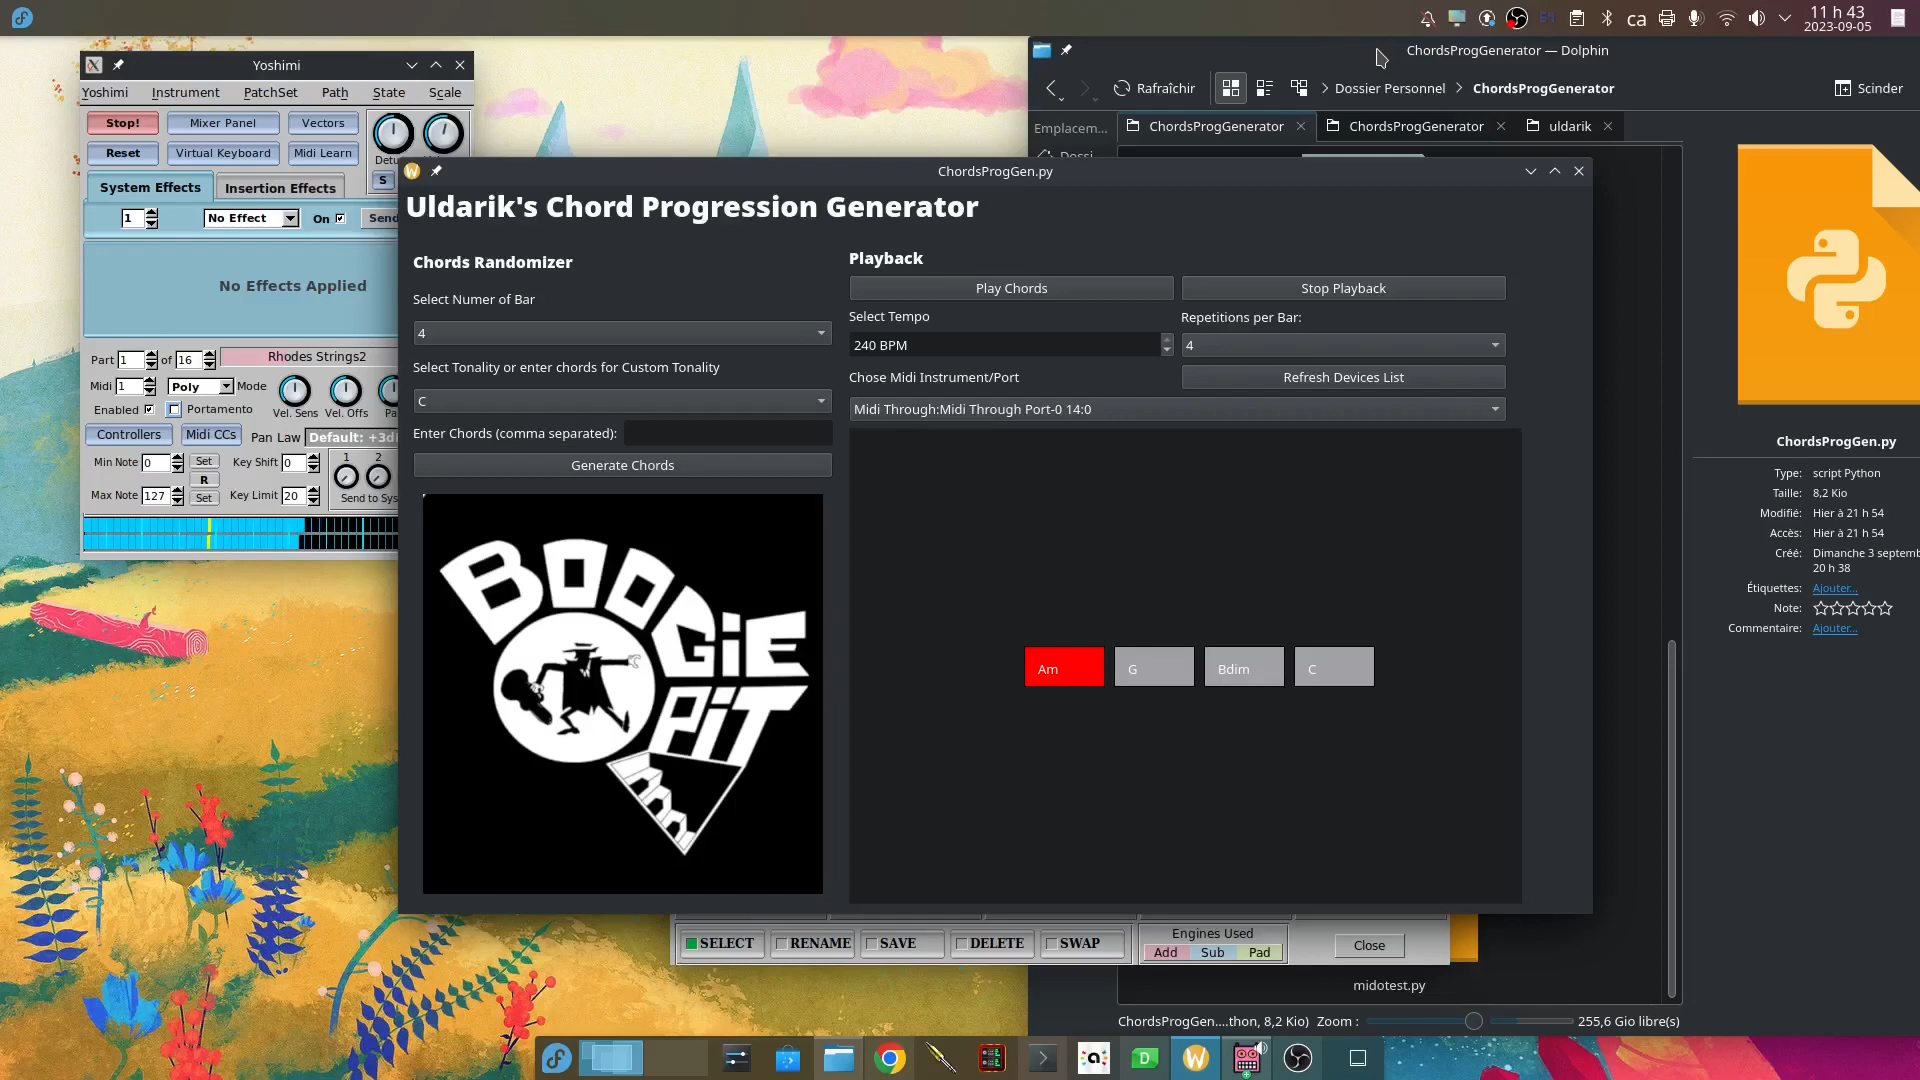 11 h 43
2023-09-05
ca
Yoshimi
Yoshimi Instrument PatchSet Path State Scale
Stop! Mixer Panel Vectors
Reset Virtual Keyboard Midi Learn
S
System Effects Insertion Effects
1 No Effect On Send
No Effects Applied
Part 1 of 16 Rhodes Strings2
Midi 1 Poly Mode
Enabled Portamento Vel. Sens Vel. Offs
Controllers Midi CCs Pan Law Default: +3d
Min Note 0 Set Key Shift 0 1 2
R
Max Note 127 Set Key Limit 20 Send to Sys
ChordsProgGenerator — Dolphin
Rafraîchir Dossier Personnel ChordsProgGenerator Scinder
Emplacem... ChordsProgGenerator ChordsProgGenerator uldarik
ChordsProgGen.py
Uldarik's Chord Progression Generator
Chords Randomizer
Select Numer of Bar
4
Select Tonality or enter chords for Custom Tonality
C
Enter Chords (comma separated):
Generate Chords
BOOGiE
PiT
Playback
Play Chords Stop Playback
Select Tempo Repetitions per Bar:
240 BPM 4
Chose Midi Instrument/Port Refresh Devices List
Midi Through:Midi Through Port-0 14:0
Am G Bdim C
ChordsProgGen.py
Type: script Python
Taille: 8,2 Kio
Modifié: Hier à 21 h 54
Accès: Hier à 21 h 54
Créé: Dimanche 3 septemb
20 h 38
Étiquettes: Ajouter...
Note:
Commentaire: Ajouter...
SELECT RENAME SAVE DELETE SWAP
Engines Used
Add Sub Pad
Close
midotest.py
ChordsProgGen....thon, 8,2 Kio) Zoom : 255,6 Gio libre(s)